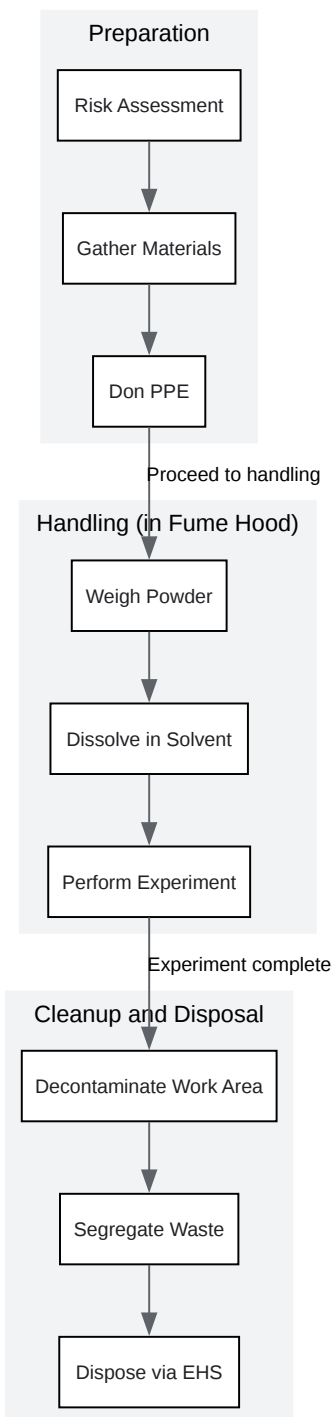 Preparation
Risk Assessment
Gather Materials
Don PPE
Proceed to handling
Handling (in Fume Hood)
Weigh Powder
Dissolve in Solvent
Perform Experiment
Experiment complete
Cleanup and Disposal
Decontaminate Work Area
Segregate Waste
Dispose via EHS